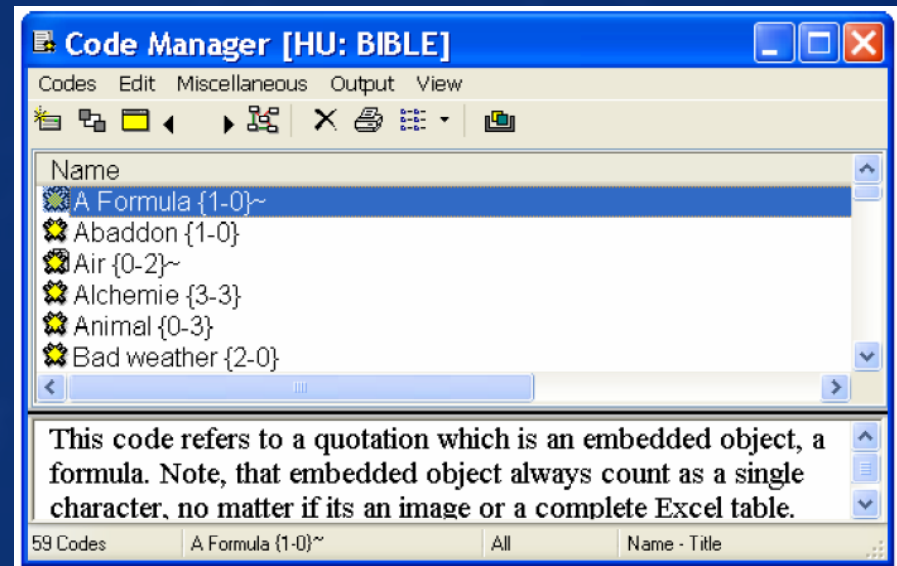 Code Manager [HU: BIBLE]
Codes Edit Miscellaneous Output View
Name
A Formula {1-0}~
Abaddon {1-0}
Air {0-2}~
Alchemie {3-3}
Animal {0-3}
Bad weather {2-0}
This code refers to a quotation which is an embedded object, a
formula. Note, that embedded object always count as a single
character, no matter if its an image or a complete Excel table.
59 Codes A Formula {1-0}~ All Name - Title